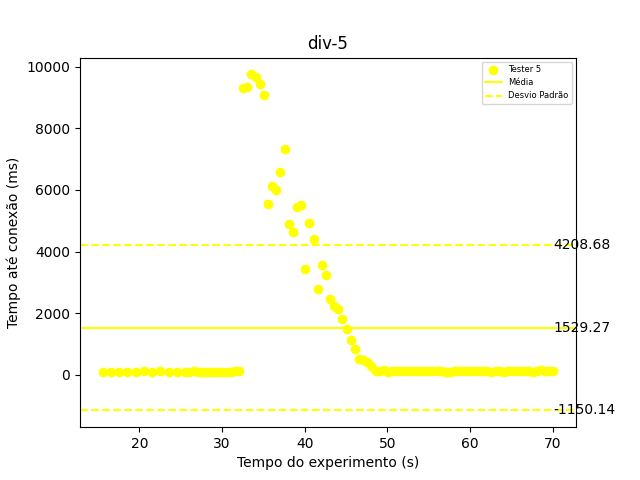 div-5
Tester 5
Média
Desvio Padrão
10000
8000
6000
4000
2000
0
4208.68
1529.27
-1150.14
Tempo até conexão (ms)
20 30 40 50 60 70
Tempo do experimento (s)